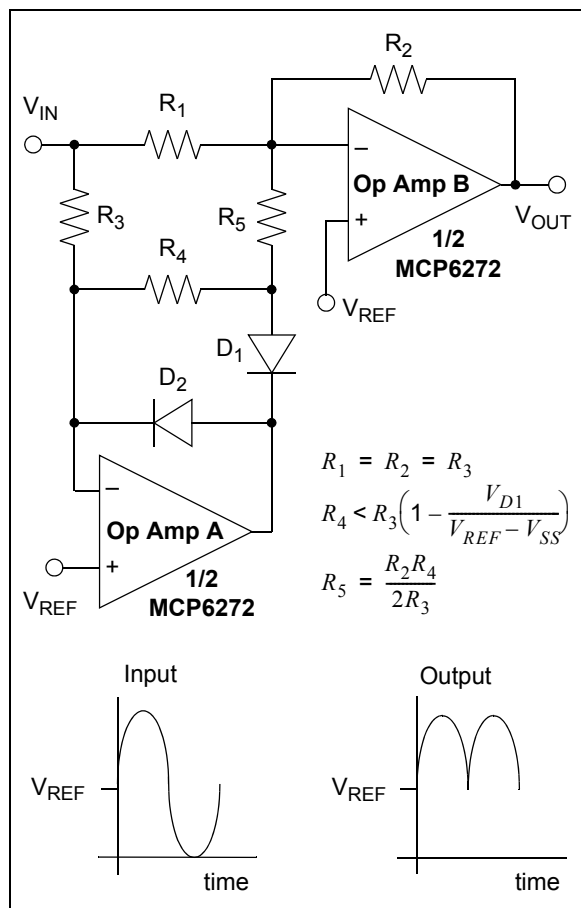 R2
VIN
R1
−
Op Amp B
+
VOUT
R3
R5
1/2
MCP6272
R4
VREF
D1
D2
−
Op Amp A
+
VREF
1/2
MCP6272
R1 = R2 = R3
R4 < R3(1 − VD1/(VREF − VSS))
R5 = R2R4/2R3
Input
Output
VREF
VREF
time
time